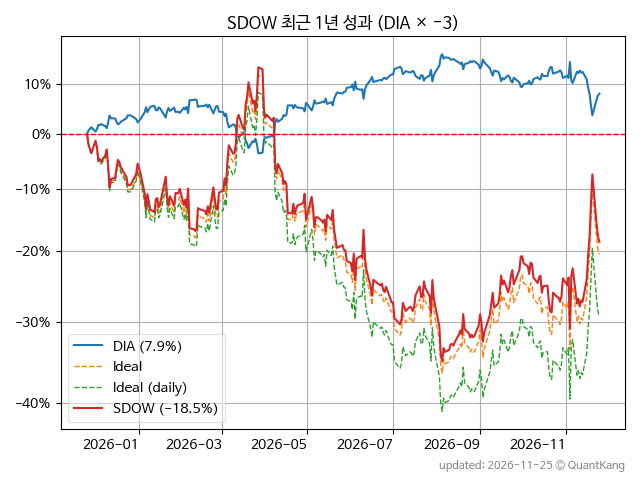 SDOW 최근 1년 성과 (DIA × −3)
10%
0%
−10%
−20%
−30%
−40%
DIA (7.9%)
Ideal
Ideal (daily)
SDOW (−18.5%)
2026−01
2026−03
2026−05
2026−07
2026−09
2026−11
updated: 2026-11-25 © QuantKang